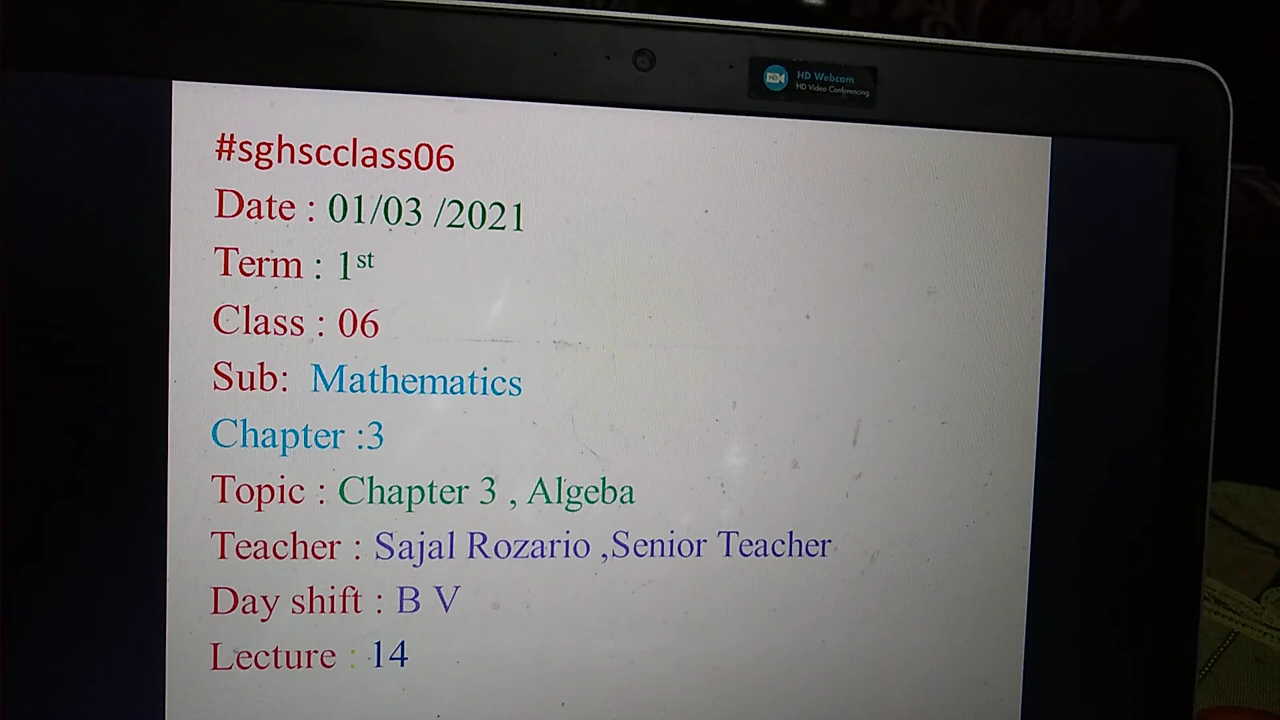 HD
HD Webcam
HD Video Conferencing
#sghscclass06
Date : 01/03 /2021
Term : 1st
Class : 06
Sub: Mathematics
Chapter :3
Topic : Chapter 3 , Algeba
Teacher : Sajal Rozario ,Senior Teacher
Day shift : B V
Lecture : 14